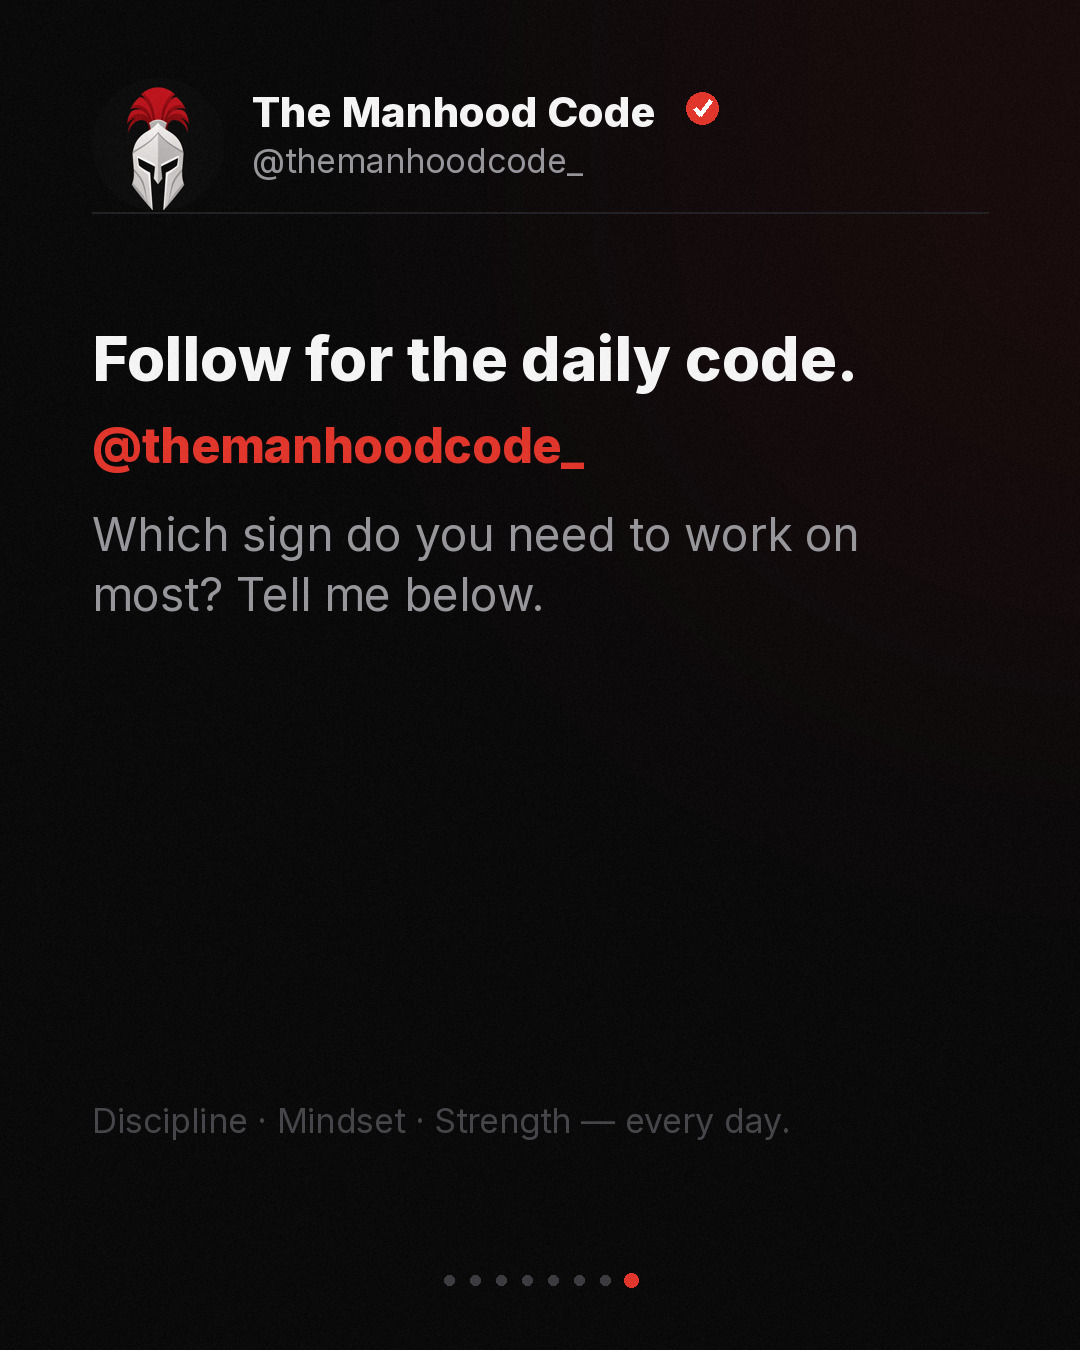 The Manhood Code
@themanhoodcode_
Follow for the daily code.
@themanhoodcode_
Which sign do you need to work on
most? Tell me below.
Discipline · Mindset · Strength — every day.